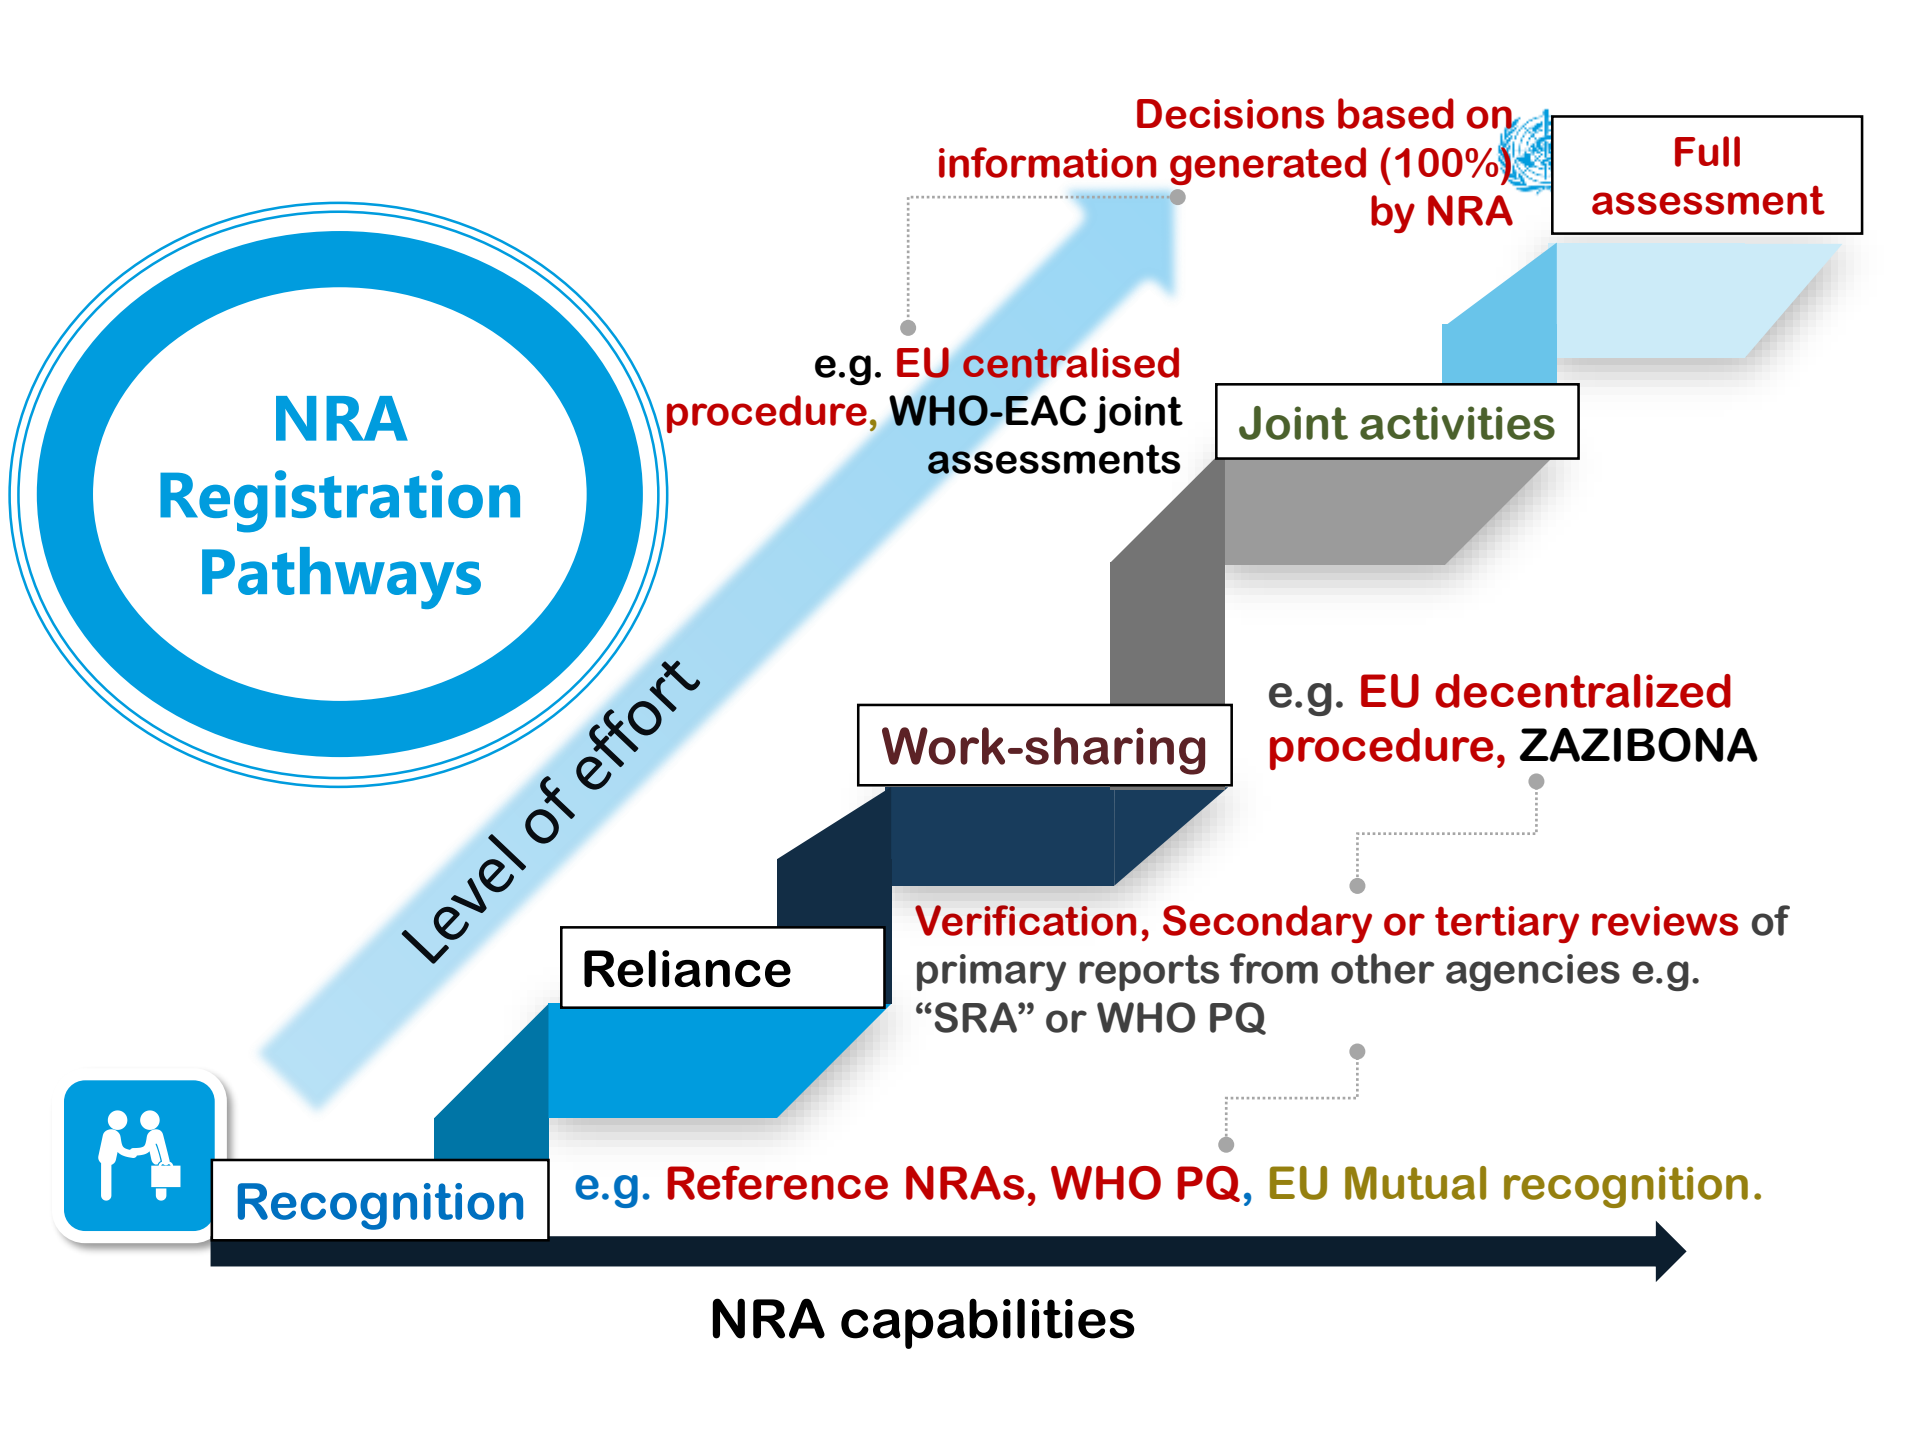 Decisions based on
information generated (100%)
by NRA
Full
assessment
NRA
Registration
Pathways
e.g. EU centralised
procedure, WHO-EAC joint
assessments
Joint activities
Level of effort
e.g. EU decentralized
procedure, ZAZIBONA
Work-sharing
Reliance
Verification, Secondary or tertiary reviews of
primary reports from other agencies e.g.
“SRA” or WHO PQ
Recognition
e.g. Reference NRAs, WHO PQ, EU Mutual recognition.
NRA capabilities